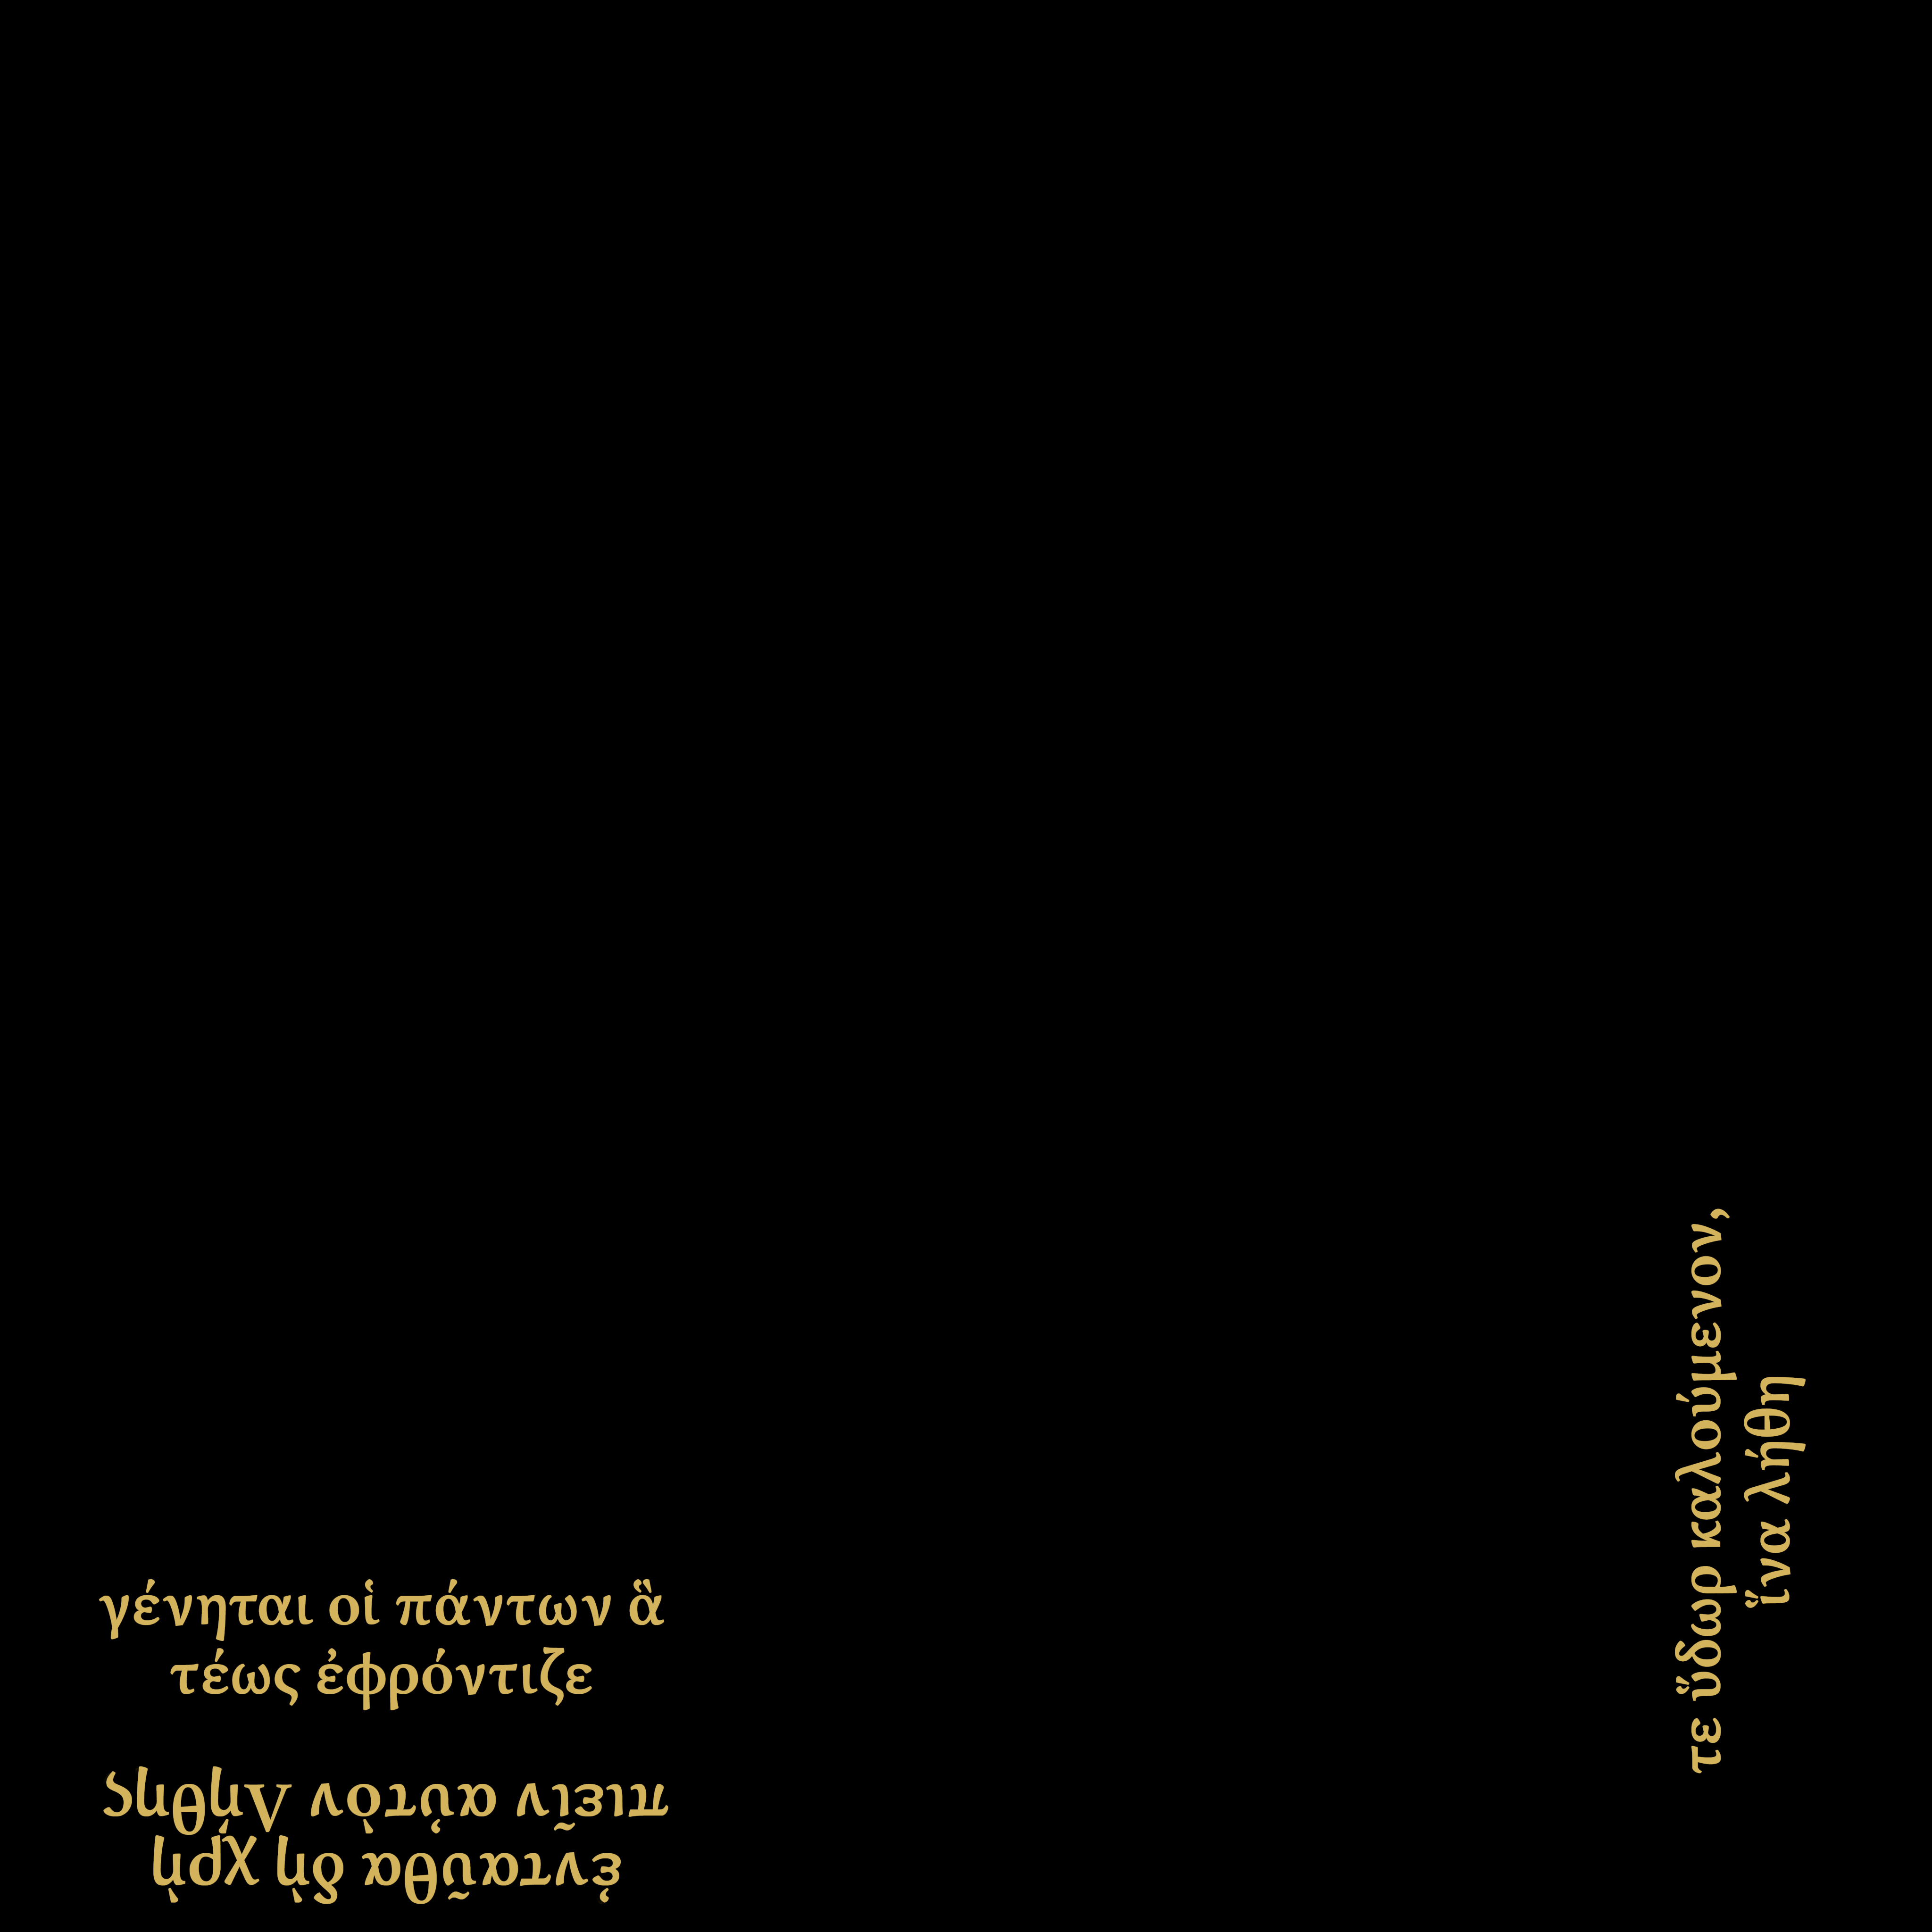 ἐνταῦθα δὴ χρὴ
πιεῖν αὐτὸν Λήθης
τε ὕδωρ καλούμενον,
ἵνα λήθη
γένηται οἱ πάντων ἃ
τέως ἐφρόντιζε